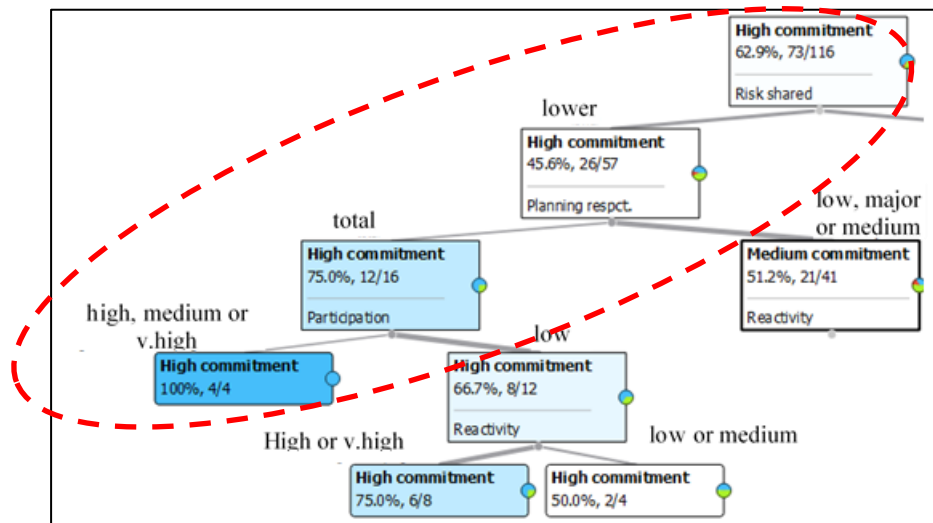 High commitment
62.9%, 73/116
Risk shared
lower
High commitment
45.6%, 26/57
Planning respct.
total
low, major
or medium
High commitment
75.0%, 12/16
Participation
Medium commitment
51.2%, 21/41
Reactivity
high, medium or
v.high
low
High commitment
100%, 4/4
High commitment
66.7%, 8/12
Reactivity
High or v.high
low or medium
High commitment
75.0%, 6/8
High commitment
50.0%, 2/4